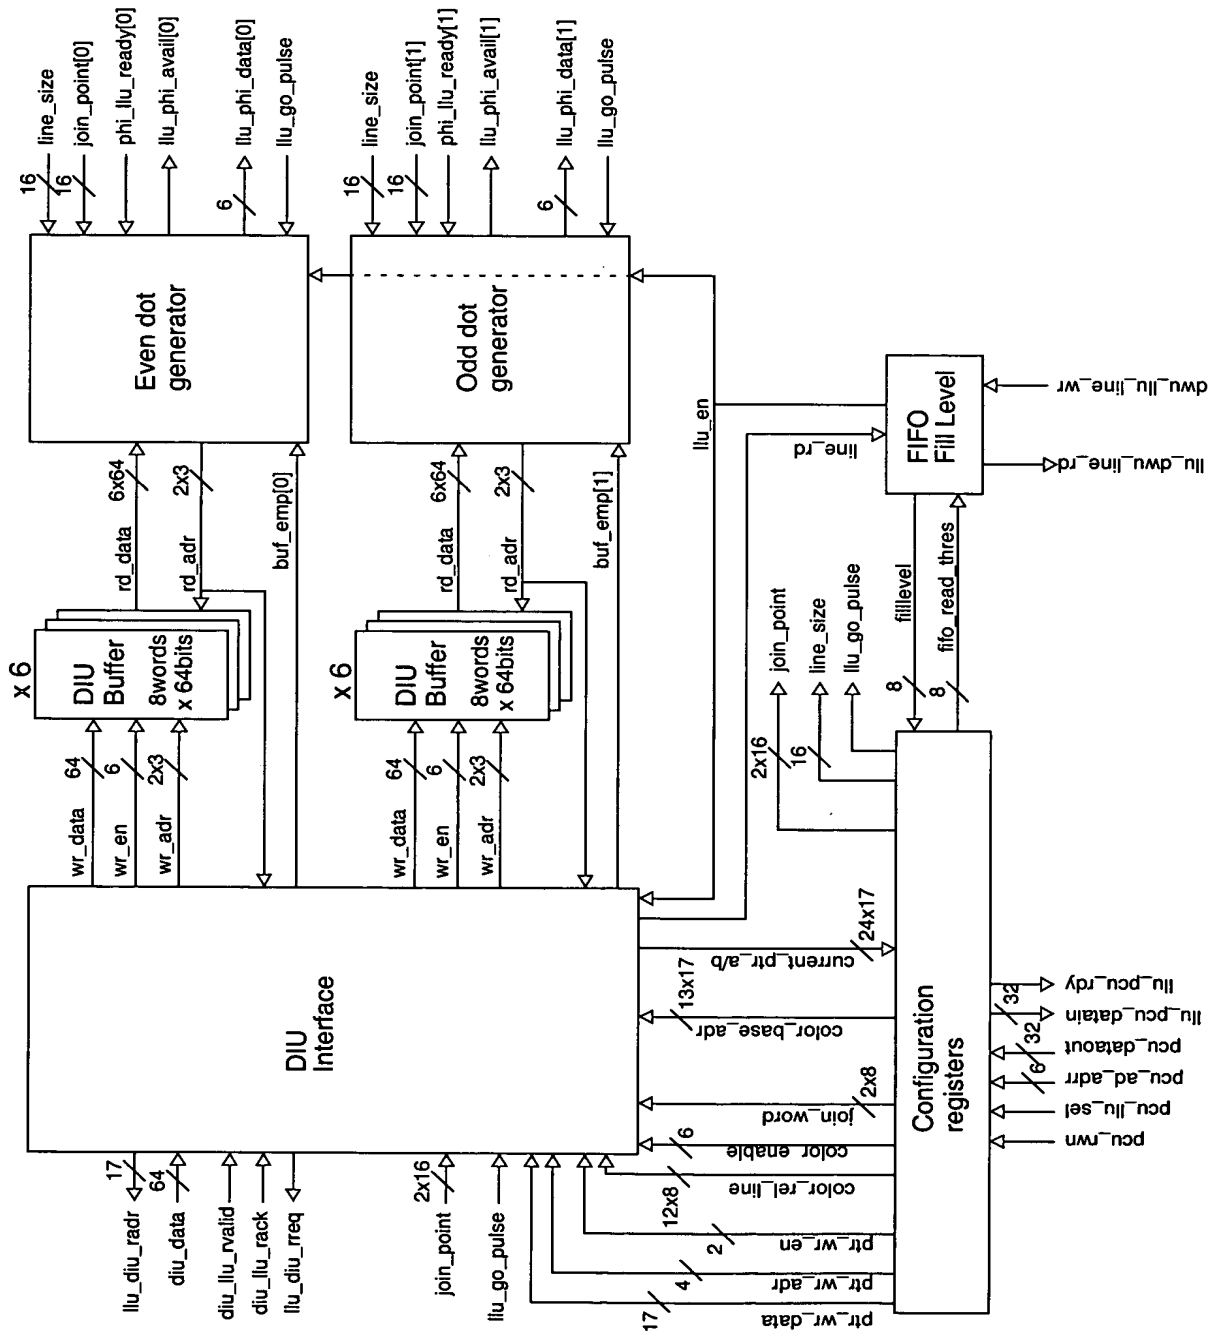 line_size
16
join_point[0]
16
phi_llu_ready[0]
llu_phi_avail[0]
llu_phi_data[0]
6
llu_go_pulse
line_size
16
join_point[1]
16
phi_llu_ready[1]
llu_phi_avail[1]
llu_phi_data[1]
6
llu_go_pulse
Even dot
generator
Odd dot
generator
rd_data
6x64
rd_adr
2x3
buf_emp[0]
rd_data
6x64
rd_adr
2x3
buf_emp[1]
llu_en
line_rd
FIFO
Fill Level
dwu_llu_line_wr
llu_dwu_line_rd
x 6
DIU
Buffer
8words
x 64bits
x 6
DIU
Buffer
8words
x 64bits
join_point
2x16
line_size
16
llu_go_pulse
filllevel
8
fifo_read_thres
8
wr_data
64
wr_en
6
wr_adr
2x3
wr_data
64
wr_en
6
wr_adr
2x3
DIU
Interface
current_ptr_a/b
24x17
color_base_adr
13x17
join_word
2x8
color_enable
6
color_rel_line
12x8
ptr_wr_en
2
ptr_wr_adr
4
ptr_wr_data
17
Configuration
registers
llu_pcu_rdy
llu_pcu_datain
32
pcu_dataout
32
pcu_ad_adrr
6
pcu_llu_sel
pcu_rwn
llu_diu_radr
17
diu_data
64
diu_llu_rvalid
diu_llu_rack
llu_diu_rreq
join_point
2x16
llu_go_pulse